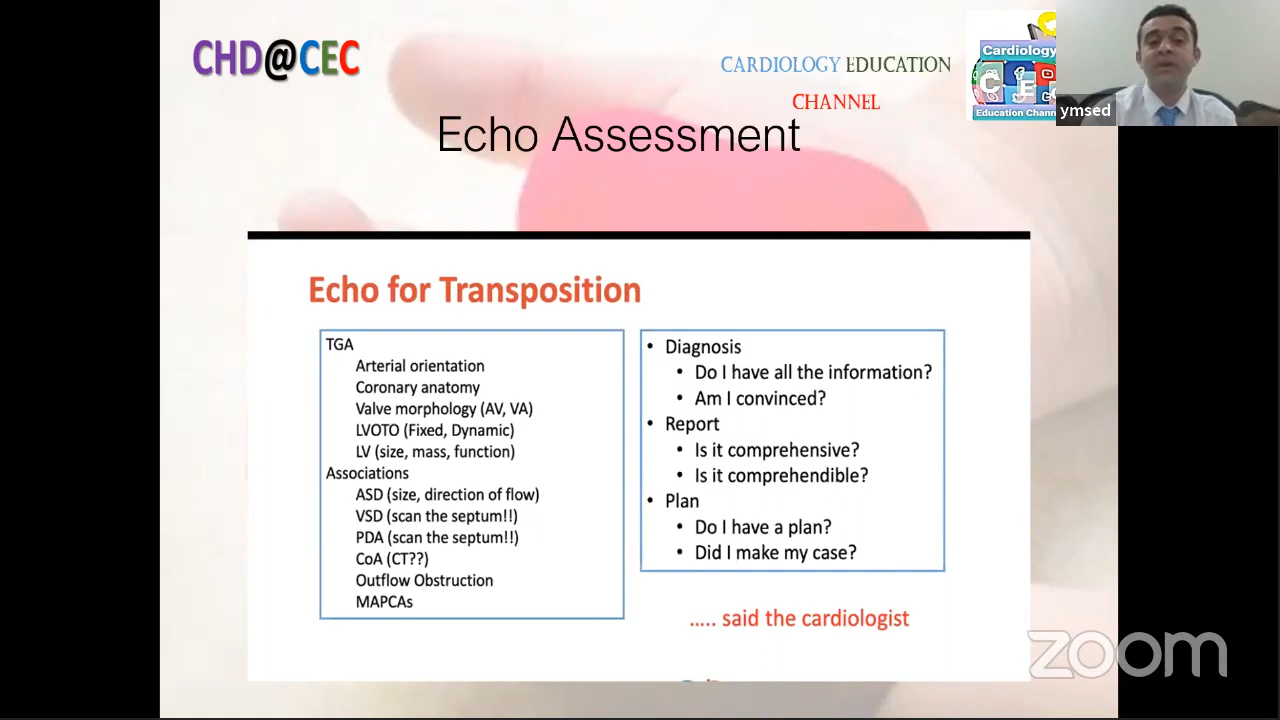 CHD@CEC
CARDIOLOGY EDUCATION
CHANNEL
Cardiology
Education Chann
ymsed
Echo Assessment
Echo for Transposition
TGA
Arterial orientation
Coronary anatomy
Valve morphology (AV, VA)
LVOTO (Fixed, Dynamic)
LV (size, mass, function)
Associations
ASD (size, direction of flow)
VSD (scan the septum!!)
PDA (scan the septum!!)
CoA (CT??)
Outflow Obstruction
MAPCAs
• Diagnosis
• Do I have all the information?
• Am I convinced?
• Report
• Is it comprehensive?
• Is it comprehendible?
• Plan
• Do I have a plan?
• Did I make my case?
..... said the cardiologist
zoom